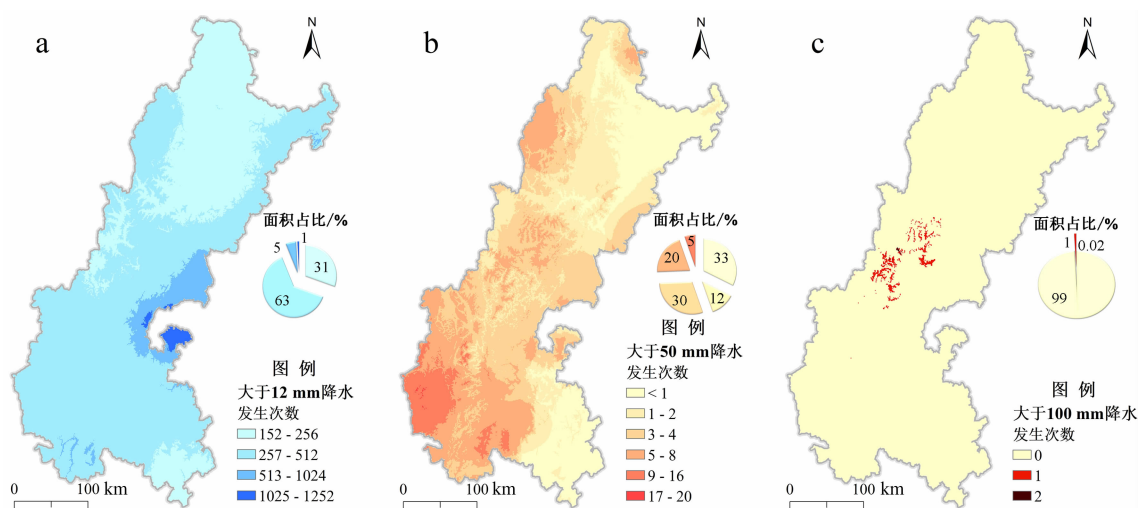 a
N
面积占比/%
5
1
31
63
图 例
大于12 mm降水
发生次数
152 - 256
257 - 512
513 - 1024
1025 - 1252
0 100 km
b
N
面积占比/%
5
20
33
30
12
图 例
大于50 mm降水
发生次数
< 1
1 - 2
3 - 4
5 - 8
9 - 16
17 - 20
0 100 km
c
N
面积占比/%
1
0.02
99
图 例
大于100 mm降水
发生次数
0
1
2
0 100 km